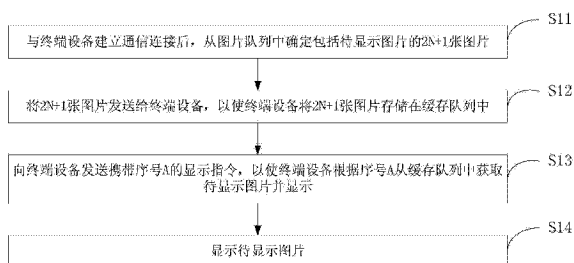 S11
与终端设备建立通信连接后，从图片队列中确定包括待显示图片的2N+1张图片
S12
将2N+1张图片发送给终端设备，以使终端设备将2N+1张图片存储在缓存队列中
S13
向终端设备发送携带序号A的显示指令，以使终端设备根据序号A从缓存队列中获取
待显示图片并显示
S14
显示待显示图片